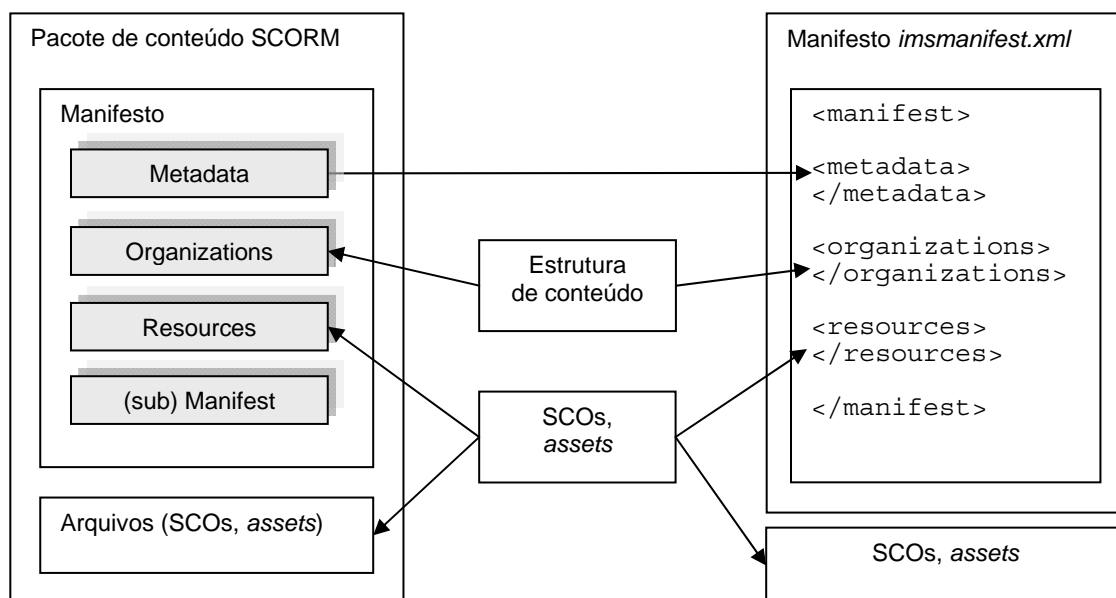 Pacote de conteúdo SCORM
Manifesto
Metadata
Organizations
Resources
(sub) Manifest
Arquivos (SCOs, assets)
Estrutura
de conteúdo
SCOs,
assets
Manifesto imsmanifest.xml
<manifest>
<metadata>
</metadata>
<organizations>
</organizations>
<resources>
</resources>
</manifest>
SCOs, assets